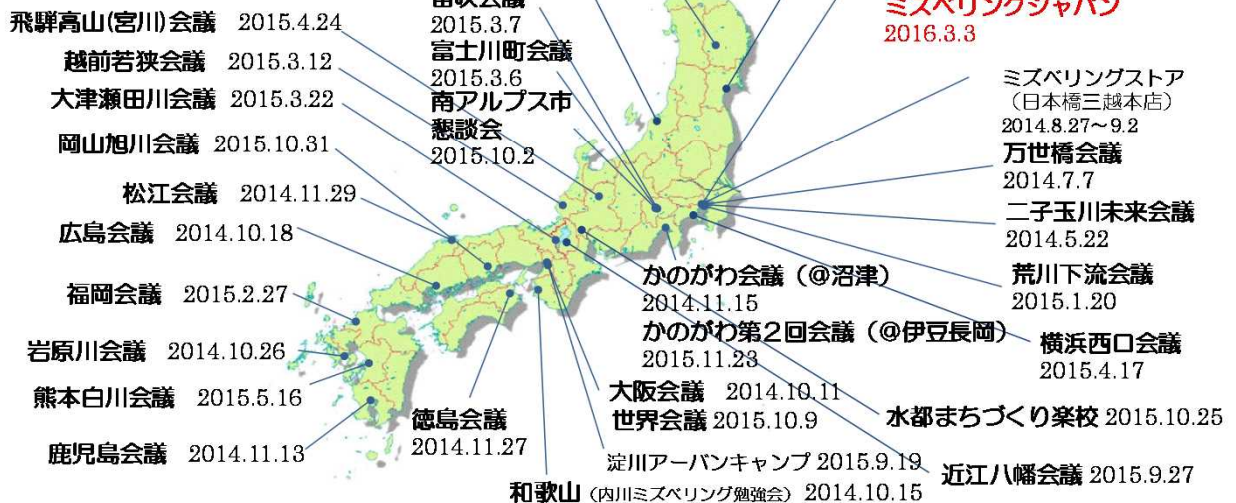 飛騨高山(宮川)会議 2015.4.24
越前若狭会議 2015.3.12
大津瀬田川会議 2015.3.22
岡山旭川会議 2015.10.31
松江会議 2014.11.29
広島会議 2014.10.18
福岡会議 2015.2.27
岩原川会議 2014.10.26
熊本白川会議 2015.5.16
鹿児島会議 2014.11.13
2015.3.7
富士川町会議
2015.3.6
南アルプス市
懇談会
2015.10.2
ミズベリングジャパン
2016.3.3
ミズベリングストア
(日本橋三越本店)
2014.8.27~9.2
万世橋会議
2014.7.7
二子玉川未来会議
2014.5.22
荒川下流会議
2015.1.20
横浜西口会議
2015.4.17
かのがわ会議(@沼津)
2014.11.15
かのがわ第2回会議(@伊豆長岡)
2015.11.23
大阪会議 2014.10.11
世界会議 2015.10.9
水都まちづくり楽校 2015.10.25
徳島会議
2014.11.27
淀川アーバンキャンプ 2015.9.19
近江八幡会議 2015.9.27
和歌山(内川ミズベリング勉強会) 2014.10.15